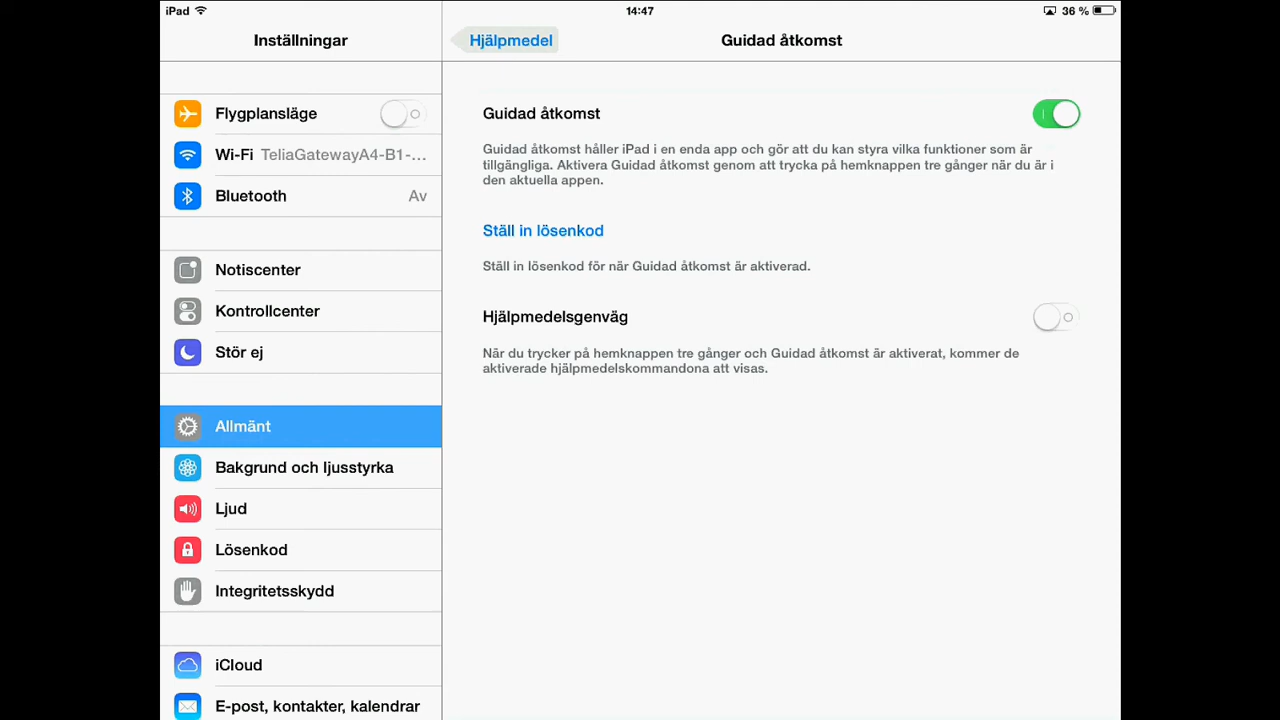 iPad
14:47
36 %
Inställningar
Hjälpmedel
Guidad åtkomst
Flygplansläge
Wi-Fi TeliaGatewayA4-B1-...
Bluetooth Av
Notiscenter
Kontrollcenter
Stör ej
Allmänt
Bakgrund och ljusstyrka
Ljud
Lösenkod
Integritetsskydd
iCloud
E-post, kontakter, kalendrar
Guidad åtkomst
Guidad åtkomst håller iPad i en enda app och gör att du kan styra vilka funktioner som är
tillgängliga. Aktivera Guidad åtkomst genom att trycka på hemknappen tre gånger när du är i
den aktuella appen.
Ställ in lösenkod
Ställ in lösenkod för när Guidad åtkomst är aktiverad.
Hjälpmedelsgenväg
När du trycker på hemknappen tre gånger och Guidad åtkomst är aktiverat, kommer de
aktiverade hjälpmedelskommandona att visas.